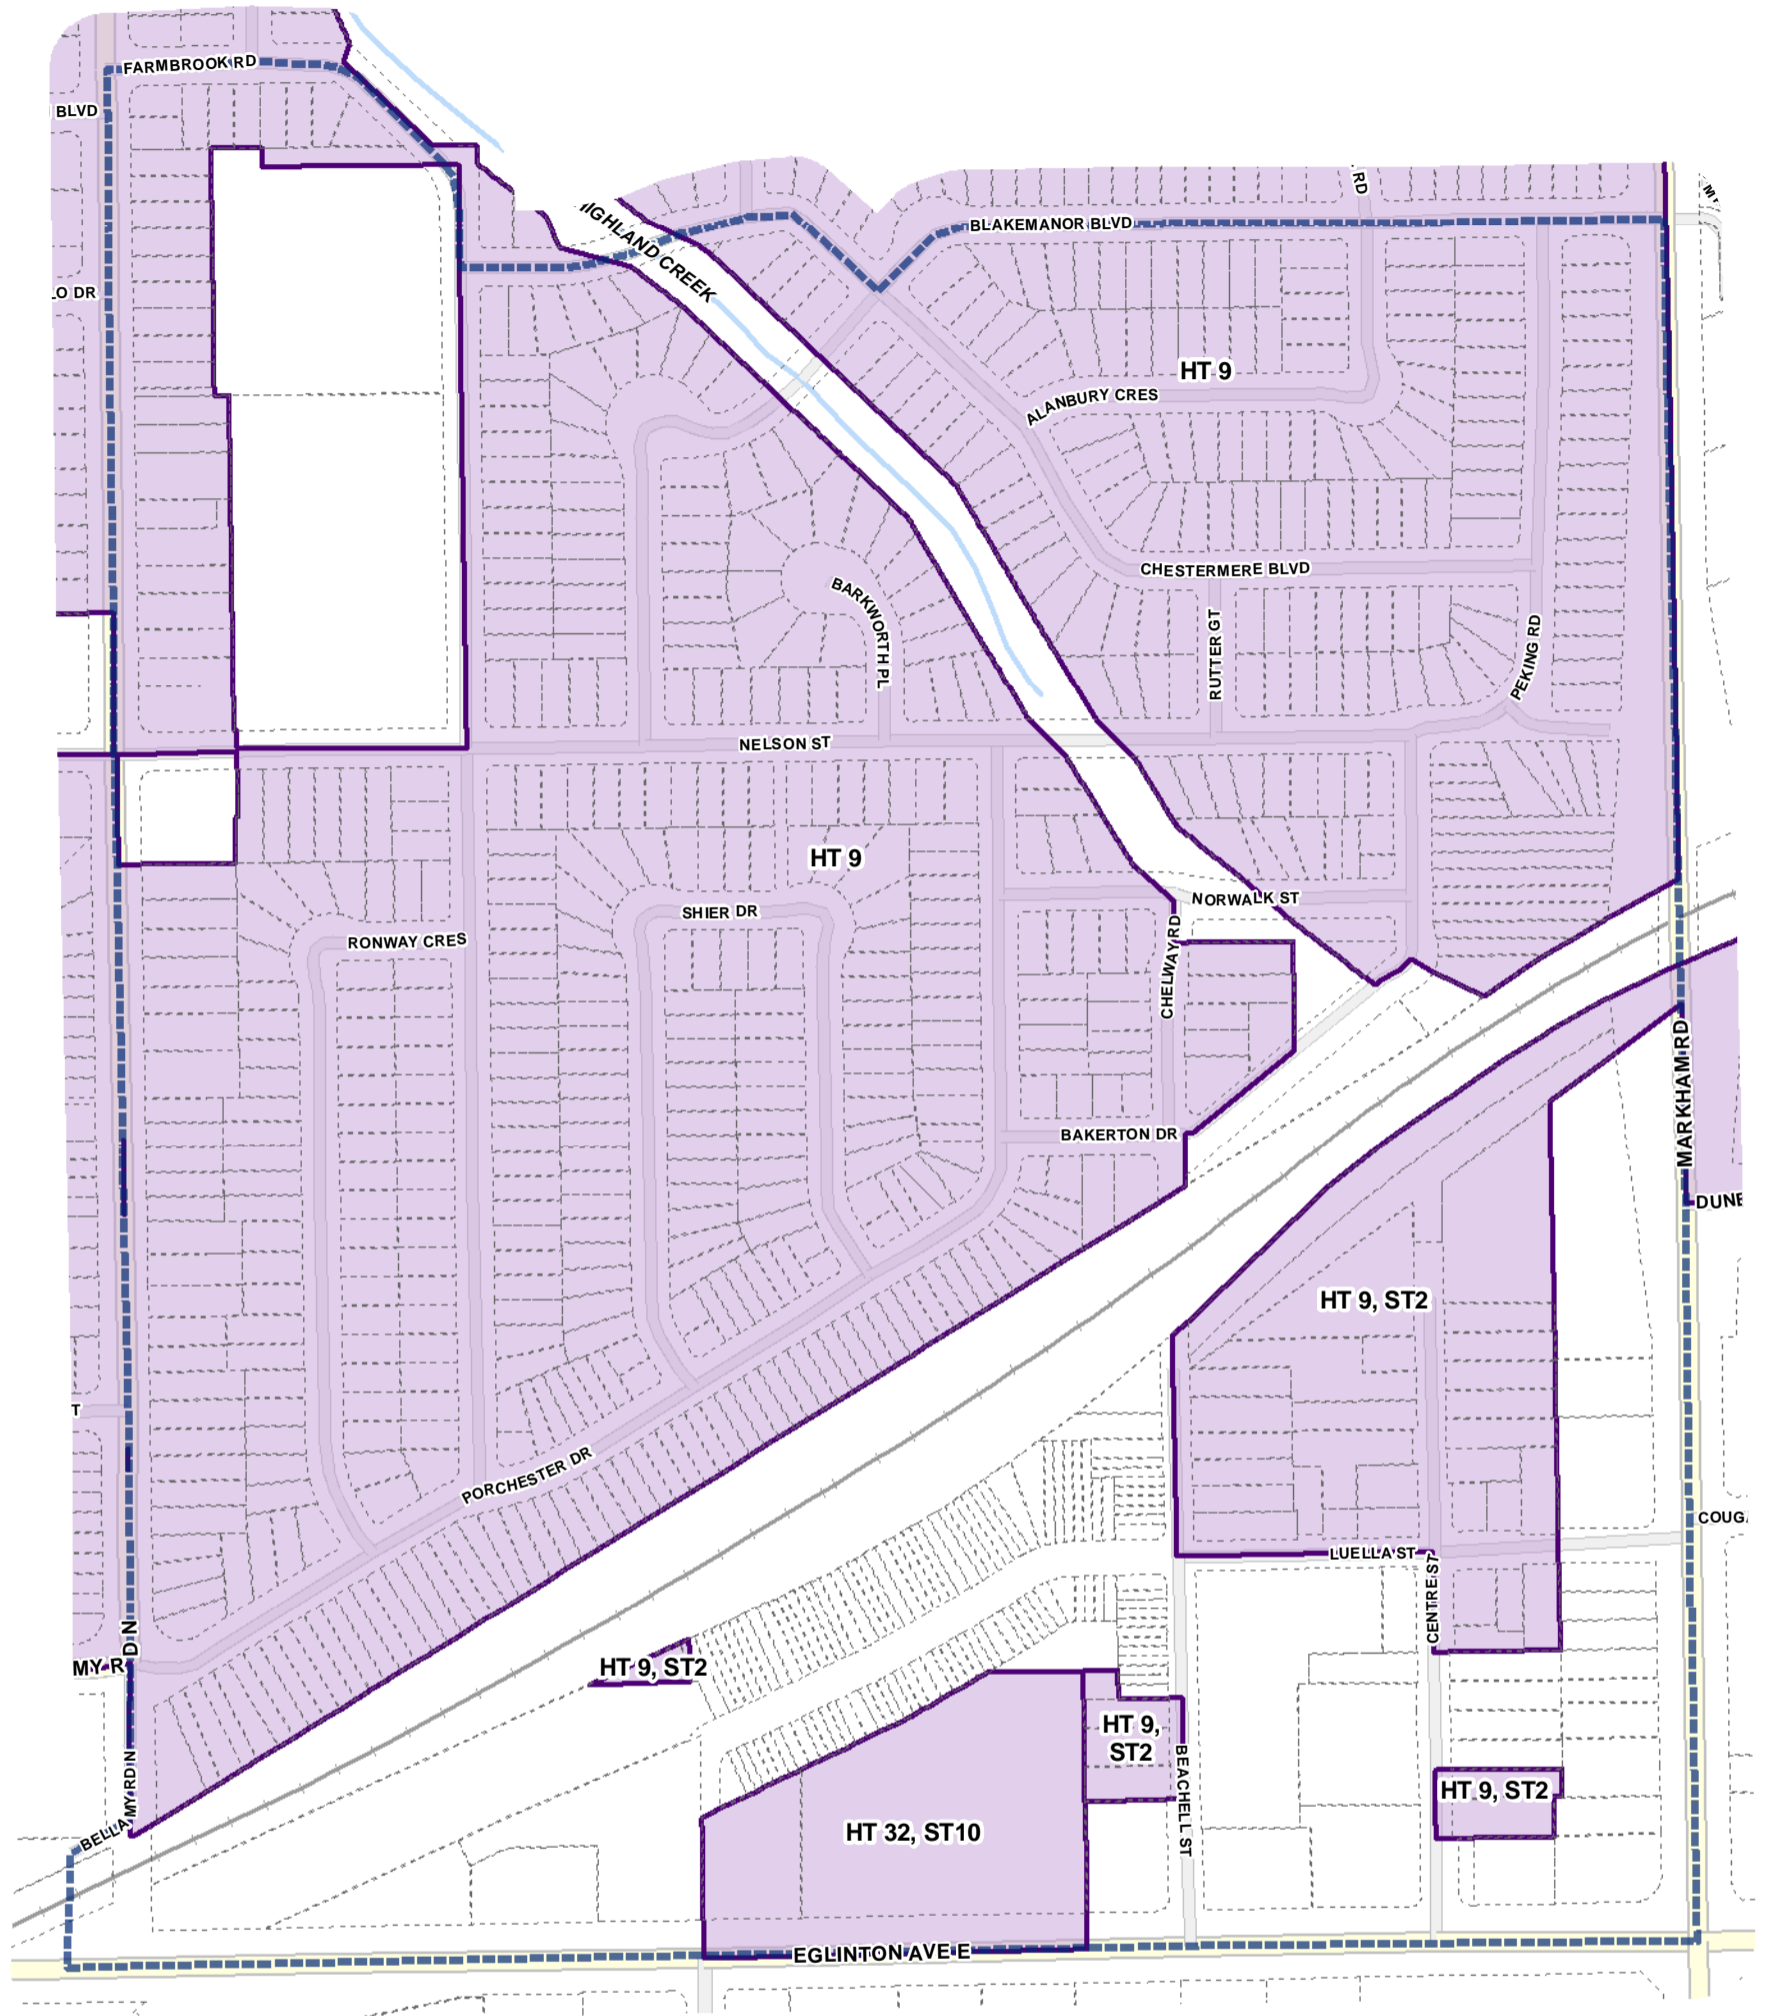 FARMBROOK RD
BLVD
RD
HIGHLAND CREEK
BLAKEMANOR BLVD
LO DR
HT 9
ALANBURY CRES
CHESTERMERE BLVD
BARKWORTH PL
RUTTER GT
PEKING RD
NELSON ST
HT 9
NORWALK ST
SHIER DR
RONWAY CRES
CHELWAY RD
MARKHAM RD
BAKERTON DR
DUNE
HT 9, ST2
T
PORCHESTER DR
COUGA
LUELLA ST
CENTRE ST
D N
MY R
HT 9, ST2
HT 9,
ST2
BEACHELL ST
HT 9, ST2
BELLAMY RD N
HT 32, ST10
EGLINTON AVE E